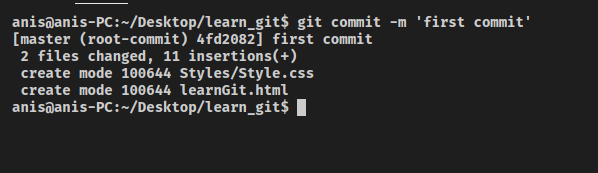 anis@anis-PC:~/Desktop/learn_git$ git commit -m 'first commit'
[master (root-commit) 4fd2082] first commit
 2 files changed, 11 insertions(+)
 create mode 100644 Styles/Style.css
 create mode 100644 learnGit.html
anis@anis-PC:~/Desktop/learn_git$